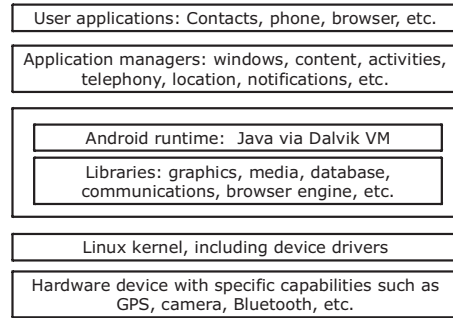 User applications: Contacts, phone, browser, etc.
Application managers: windows, content, activities,
telephony, location, notifications, etc.
Android runtime: Java via Dalvik VM
Libraries: graphics, media, database,
communications, browser engine, etc.
Linux kernel, including device drivers
Hardware device with specific capabilities such as
GPS, camera, Bluetooth, etc.